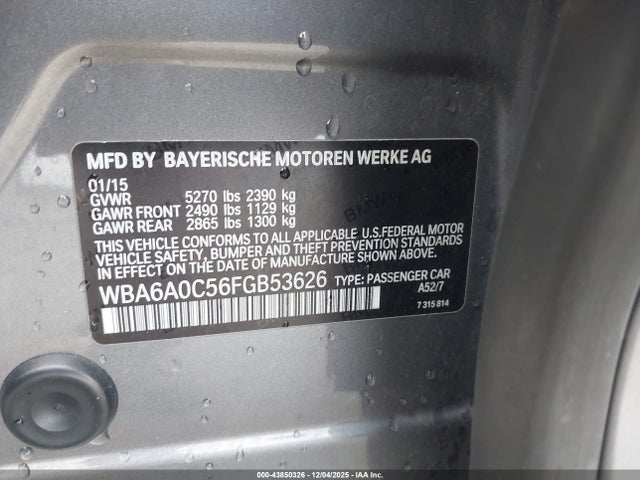 MFD BY BAYERISCHE MOTOREN WERKE AG
01/15
GVWR 5270 lbs 2390 kg
GAWR FRONT 2490 lbs 1129 kg
GAWR REAR 2865 lbs 1300 kg
THIS VEHICLE CONFORMS TO ALL APPLICABLE U.S.FEDERAL MOTOR
VEHICLE SAFETY, BUMPER AND THEFT PREVENTION STANDARDS
IN EFFECT ON THE DATE OF MANUFACTURE SHOWN ABOVE.
WBA6A0C56FGB53626 TYPE: PASSENGER CAR
A52/7
7 315 814
000-43850326 - 12/04/2025 - IAA Inc.